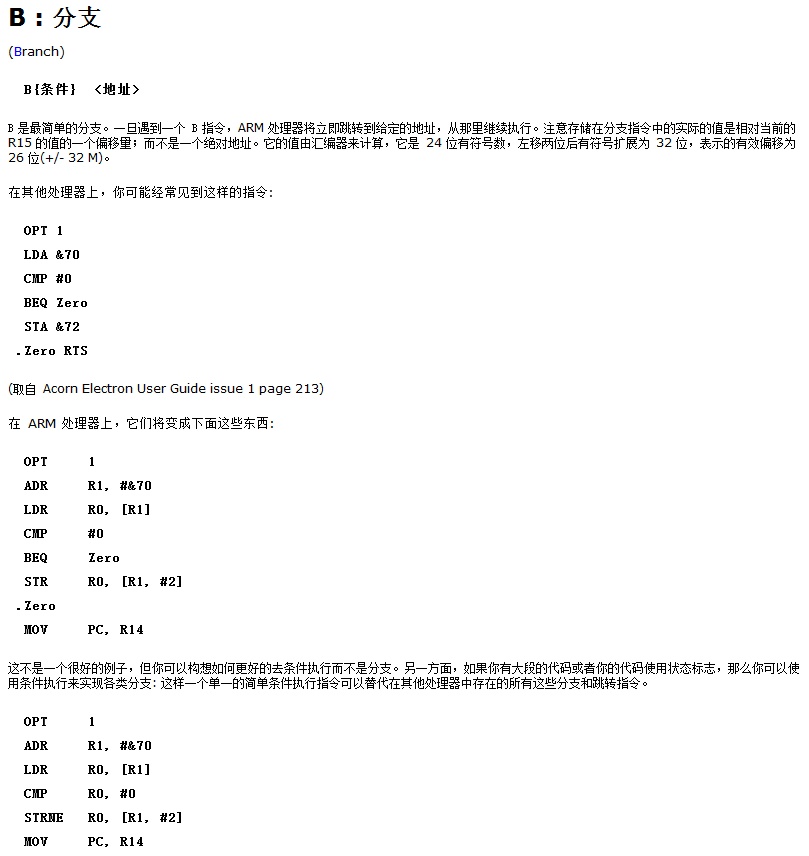 B : 分支
(Branch)
B{条件}  <地址>
B 是最简单的分支。一旦遇到一个 B 指令，ARM 处理器将立即跳转到给定的地址，从那里继续执行。注意存储在分支指令中的实际的值是相对当前的
R15 的值的一个偏移量；而不是一个绝对地址。它的值由汇编器来计算，它是 24 位有符号数，左移两位后有符号扩展为 32 位，表示的有效偏移为
26 位(+/- 32 M)。
在其他处理器上，你可能经常见到这样的指令:
OPT 1
LDA &70
CMP #0
BEQ Zero
STA &72
.Zero RTS
(取自 Acorn Electron User Guide issue 1 page 213)
在 ARM 处理器上，它们将变成下面这些东西:
OPT     1
ADR     R1, #&70
LDR     R0, [R1]
CMP     #0
BEQ     Zero
STR     R0, [R1, #2]
.Zero
MOV     PC, R14
这不是一个很好的例子，但你可以构想如何更好的去条件执行而不是分支。另一方面，如果你有大段的代码或者你的代码使用状态标志，那么你可以使
用条件执行来实现各类分支: 这样一个单一的简单条件执行指令可以替代在其他处理器中存在的所有这些分支和跳转指令。
OPT     1
ADR     R1, #&70
LDR     R0, [R1]
CMP     R0, #0
STRNE   R0, [R1, #2]
MOV     PC, R14